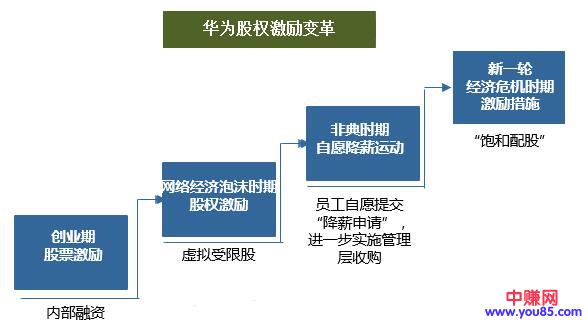 华为股权激励变革
创业期
股票激励
内部融资
网络经济泡沫时期
股权激励
虚拟受限股
非典时期
自愿降薪运动
员工自愿提交
“降薪申请”，
进一步实施管理
层收购
新一轮
经济危机时期
激励措施
“饱和配股”
中赚网
www.you85.com